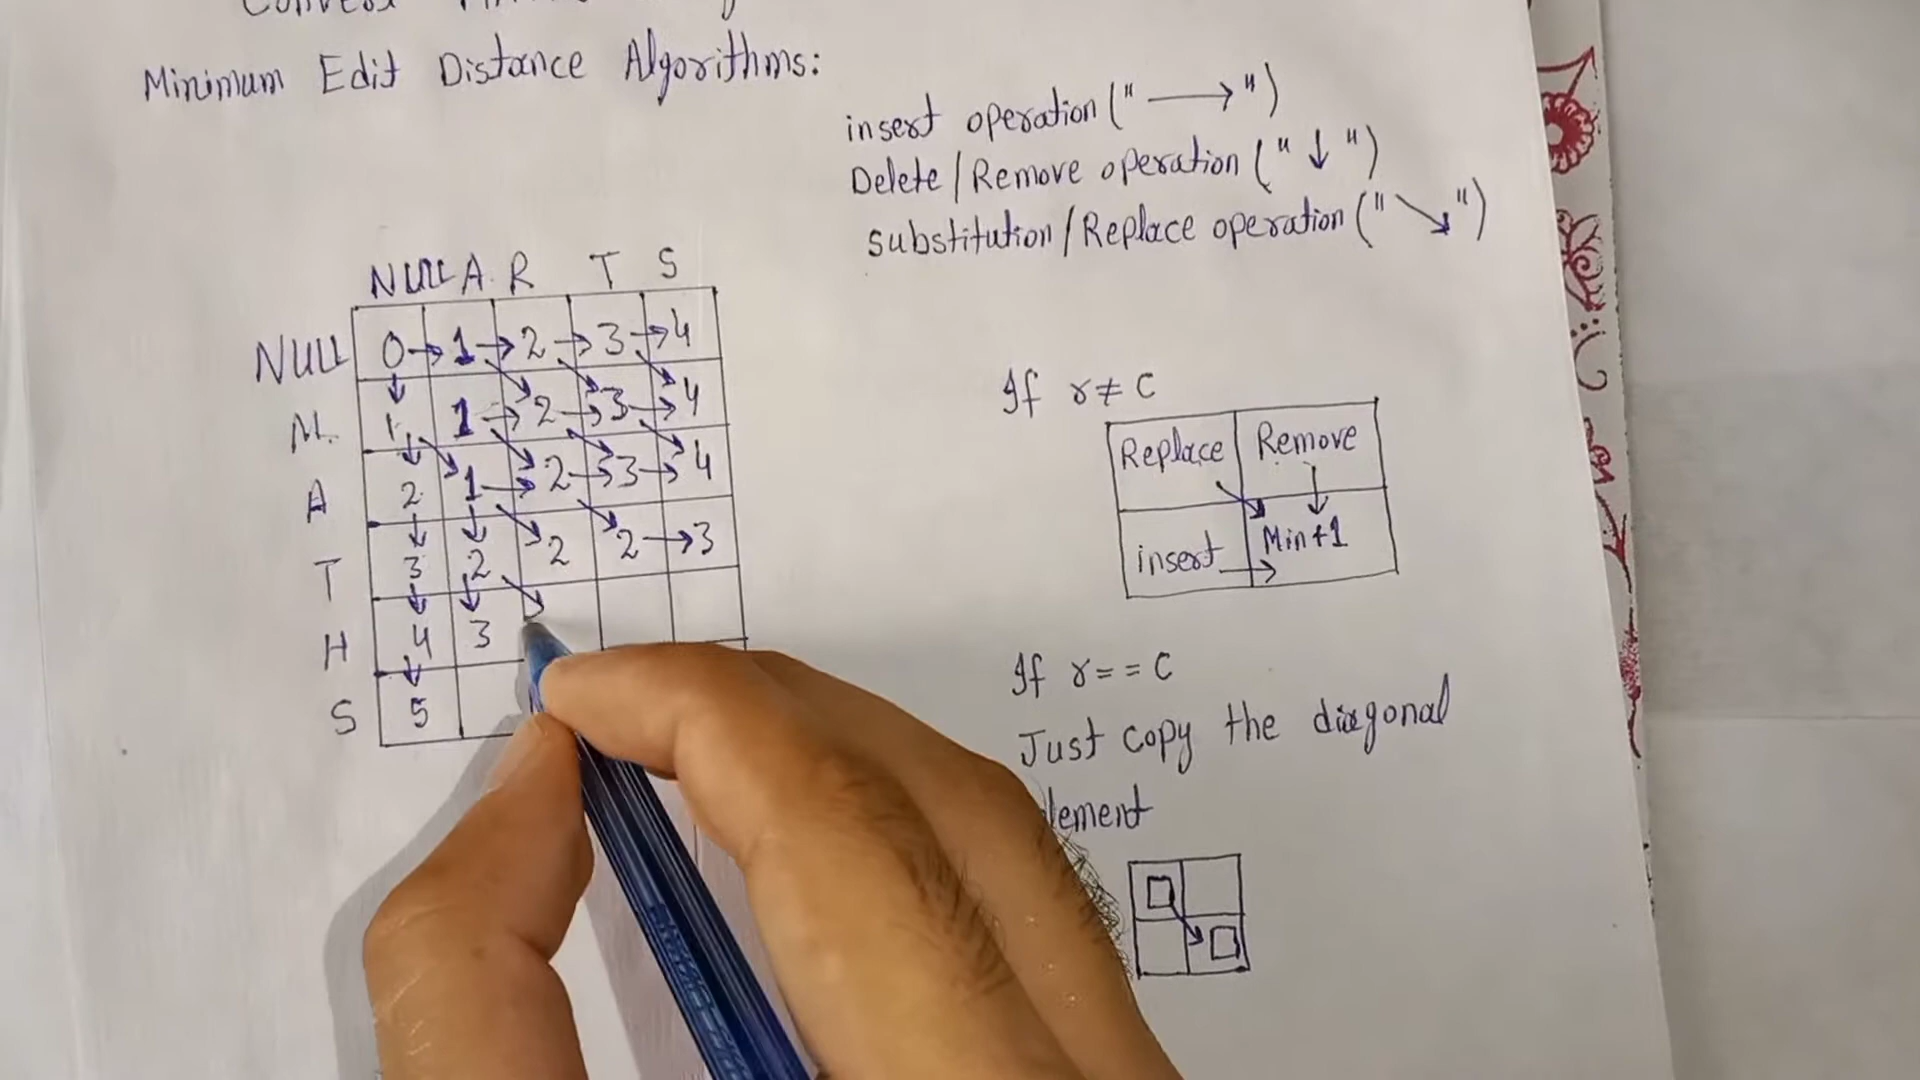 Minimum Edit Distance Algorithms:
insert operation ("→")
Delete/Remove operation ("↓")
substitution/Replace operation ("↘")
NULL A R T S
NULL 0→1→2→3→4
M. 1 1→2→3→4
A 2 1→2→3→4
T 3 2 2 2→3
H 4 3
S 5
If r≠C
Replace Remove
insert → Min+1
If r==C
Just copy the diagonal
lement